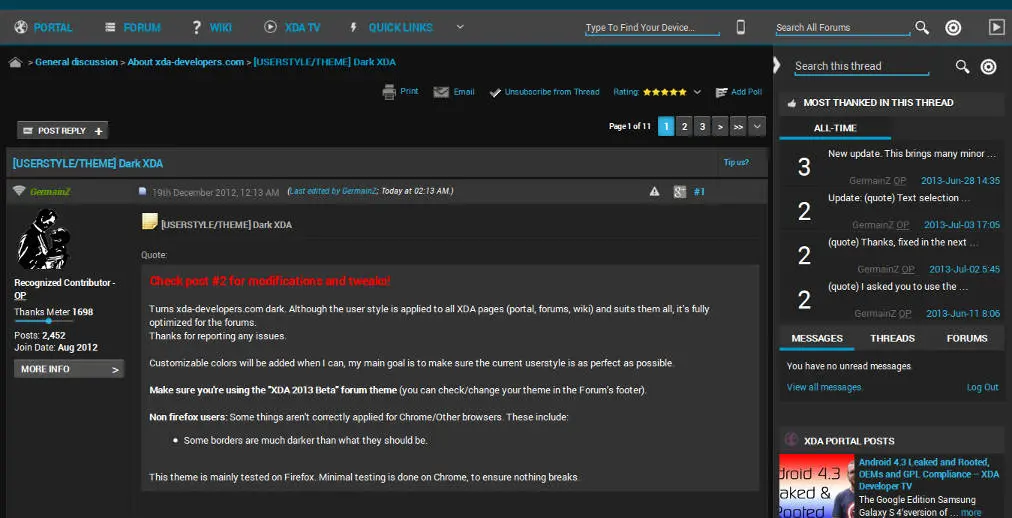 PORTAL FORUM ? WIKI XDA TV QUICK LINKS Type To Find Your Device... Search All Forums
> General discussion > About xda-developers.com > [USERSTYLE/THEME] Dark XDA
Search this thread
Print Email Unsubscribe from Thread Rating: Add Poll
MOST THANKED IN THIS THREAD
POST REPLY +
Page 1 of 11 1 2 3 > >>
ALL-TIME
[USERSTYLE/THEME] Dark XDA Tip us?
GermainZ 19th December 2012, 12:13 AM (Last edited by GermainZ; Today at 02:13 AM.) #1
[USERSTYLE/THEME] Dark XDA
Recognized Contributor -
OP
Thanks Meter 1698
Posts: 2,452
Join Date: Aug 2012
MORE INFO >
Quote:
Check post #2 for modifications and tweaks!
Turns xda-developers.com dark. Although the user style is applied to all XDA pages (portal, forums, wiki) and suits them all, it's fully
optimized for the forums.
Thanks for reporting any issues.
Customizable colors will be added when I can, my main goal is to make sure the current userstyle is as perfect as possible.
Make sure you're using the "XDA 2013 Beta" forum theme (you can check/change your theme in the Forum's footer).
Non firefox users: Some things aren't correctly applied for Chrome/Other browsers. These include:
• Some borders are much darker than what they should be.
This theme is mainly tested on Firefox. Minimal testing is done on Chrome, to ensure nothing breaks.
3 New update. This brings many minor ...
GermainZ OP 2013-Jun-28 14:35
2 Update: (quote) Text selection ...
GermainZ OP 2013-Jul-03 17:05
2 (quote) Thanks, fixed in the next ...
GermainZ OP 2013-Jul-02 5:45
2 (quote) I asked you to use the ...
GermainZ OP 2013-Jun-11 8:06
MESSAGES THREADS FORUMS
You have no unread messages.
View all messages. Log Out
XDA PORTAL POSTS
droid 4.3
aked &
Rooted
Android 4.3 Leaked and Rooted,
OEMs and GPL Compliance – XDA
Developer TV
The Google Edition Samsung
Galaxy S 4'sversion of ... more